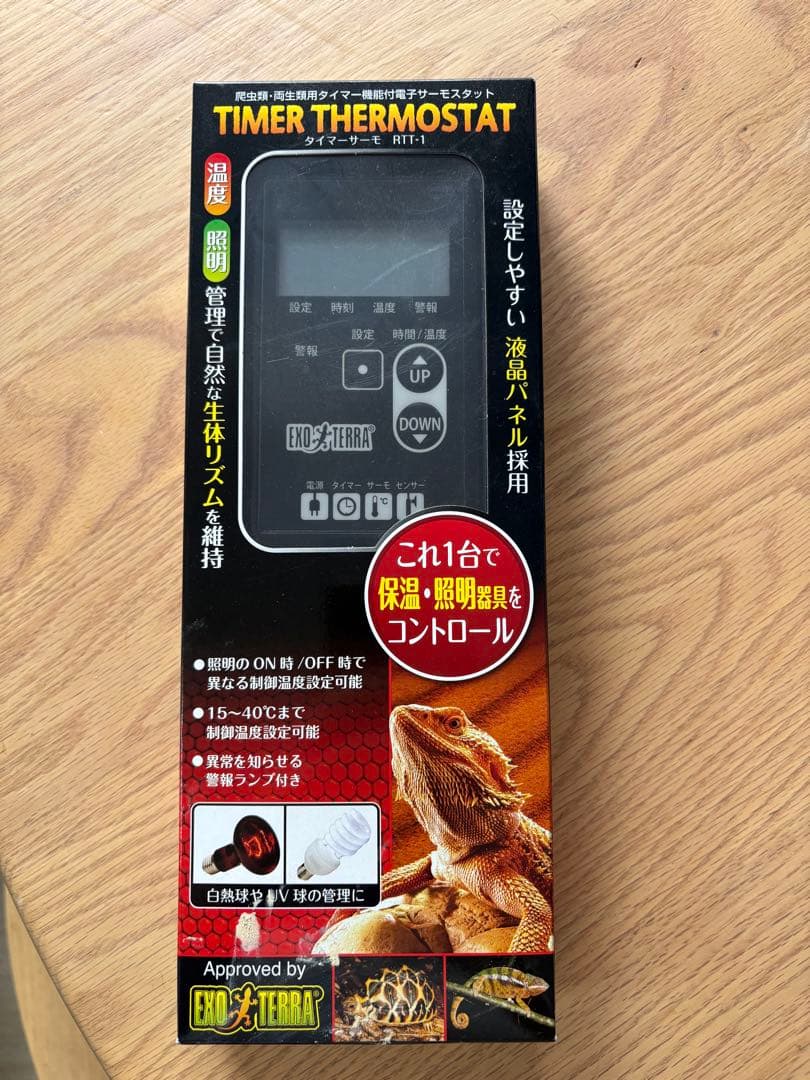 爬虫類・両生類用タイマー機能付電子サーモスタット
TIMER THERMOSTAT
タイマーサーモ RTT-1
温度
照明
管理で自然な生体リズムを維持
設定しやすい液晶パネル採用
設定 時刻 温度 警報
設定 時間/温度
警報
UP
DOWN
EXO TERRA®
電源 タイマー サーモ センサー
℃
これ1台で
保温・照明器具を
コントロール
●照明のON時/OFF時で
異なる制御温度設定可能
●15〜40℃まで
制御温度設定可能
●異常を知らせる
警報ランプ付き
白熱球やUV球の管理に
Approved by
EXO TERRA®